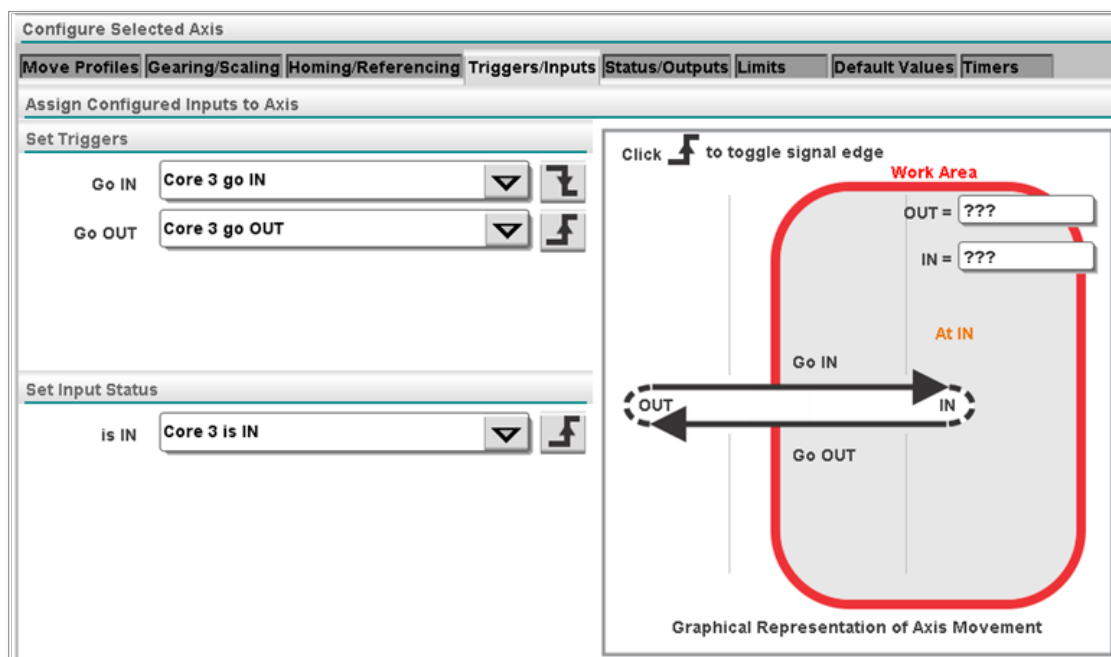 Configure Selected Axis
Move Profiles Gearing/Scaling Homing/Referencing Triggers/Inputs Status/Outputs Limits Default Values Timers
Assign Configured Inputs to Axis
Set Triggers
Go IN Core 3 go IN
Go OUT Core 3 go OUT
Set Input Status
is IN Core 3 is IN
Click to toggle signal edge
Work Area
OUT = ???
IN = ???
At IN
Go IN
OUT IN
Go OUT
Graphical Representation of Axis Movement